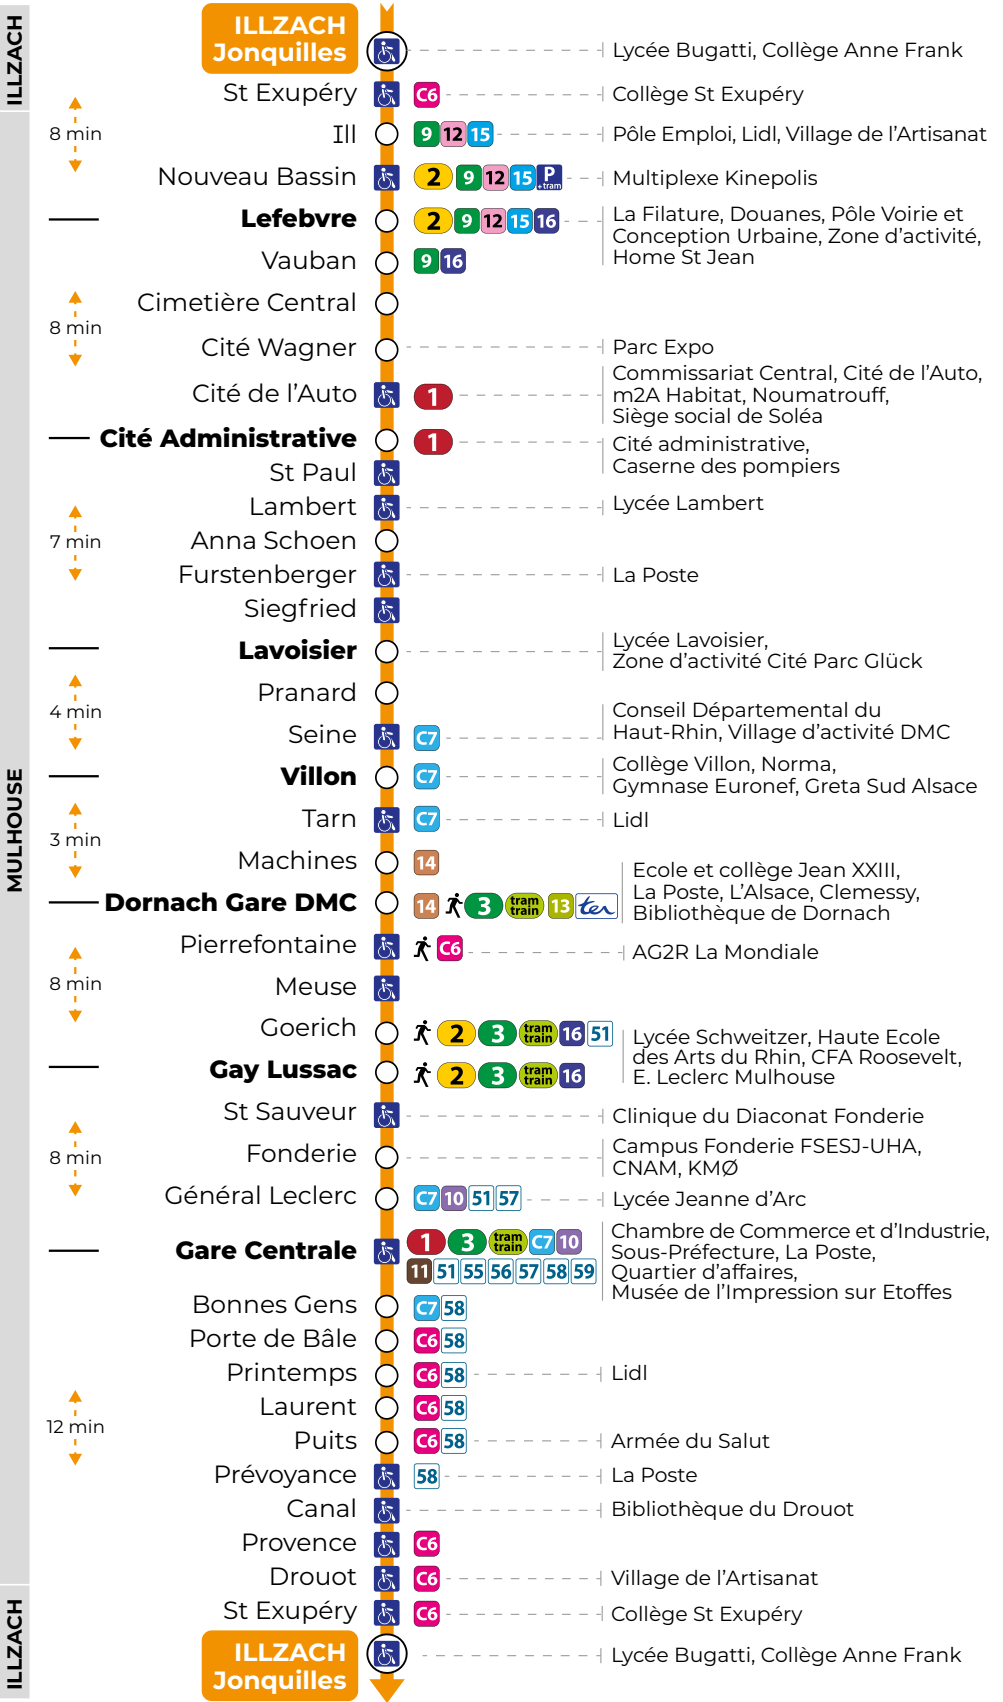 ILLZACH
ILLZACH
Jonquilles
Lycée Bugatti, Collège Anne Frank
St Exupéry C6 Collège St Exupéry
8 min
Ill 9 12 15 Pôle Emploi, Lidl, Village de l'Artisanat
Nouveau Bassin 2 9 12 15 P +tram Multiplexe Kinepolis
Lefebvre 2 9 12 15 16 La Filature, Douanes, Pôle Voirie et
Conception Urbaine, Zone d'activité,
Home St Jean
Vauban 9 16
Cimetière Central
8 min
Cité Wagner Parc Expo
Cité de l'Auto 1 Commissariat Central, Cité de l'Auto,
m2A Habitat, Noumatrouff,
Siège social de Soléa
Cité Administrative 1 Cité administrative,
Caserne des pompiers
St Paul
Lambert Lycée Lambert
7 min
Anna Schoen
Furstenberger La Poste
Siegfried
Lavoisier Lycée Lavoisier,
Zone d'activité Cité Parc Glück
Pranard
4 min
Seine C7 Conseil Départemental du
Haut-Rhin, Village d'activité DMC
MULHOUSE
Villon C7 Collège Villon, Norma,
Gymnase Euronef, Greta Sud Alsace
Tarn C7 Lidl
3 min
Machines 14
Dornach Gare DMC 14 3 tram train 13 ter Ecole et collège Jean XXIII,
La Poste, L'Alsace, Clemessy,
Bibliothèque de Dornach
Pierrefontaine C6 AG2R La Mondiale
8 min
Meuse
Goerich 2 3 tram train 16 51 Lycée Schweitzer, Haute Ecole
des Arts du Rhin, CFA Roosevelt,
E. Leclerc Mulhouse
Gay Lussac 2 3 tram train 16
St Sauveur Clinique du Diaconat Fonderie
8 min
Fonderie Campus Fonderie FSESJ-UHA,
CNAM, KMØ
Général Leclerc C7 10 51 57 Lycée Jeanne d'Arc
Gare Centrale 1 3 tram train C7 10
11 51 55 56 57 58 59
Chambre de Commerce et d'Industrie,
Sous-Préfecture, La Poste,
Quartier d'affaires,
Musée de l'Impression sur Etoffes
Bonnes Gens C7 58
Porte de Bâle C6 58
Printemps C6 58 Lidl
Laurent C6 58
12 min
Puits C6 58 Armée du Salut
Prévoyance 58 La Poste
Canal Bibliothèque du Drouot
Provence C6
Drouot C6 Village de l'Artisanat
St Exupéry C6 Collège St Exupéry
ILLZACH
ILLZACH
Jonquilles
Lycée Bugatti, Collège Anne Frank